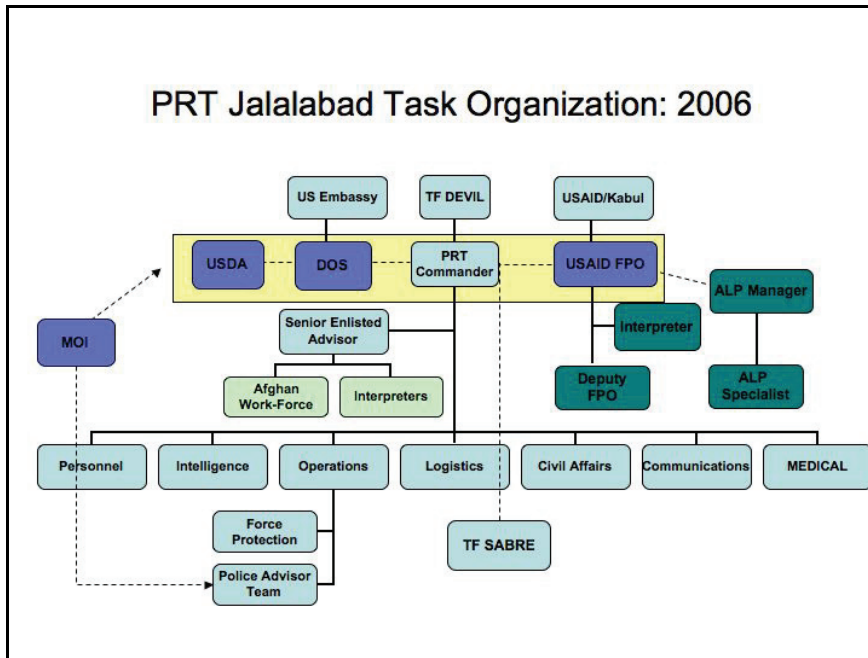 PRT Jalalabad Task Organization: 2006
US Embassy
TF DEVIL
USAID/Kabul
USDA
DOS
PRT
Commander
USAID FPO
ALP Manager
MOI
Senior Enlisted
Advisor
Interpreter
Afghan
Work-Force
Interpreters
Deputy
FPO
ALP
Specialist
Personnel
Intelligence
Operations
Logistics
Civil Affairs
Communications
MEDICAL
Force
Protection
TF SABRE
Police Advisor
Team